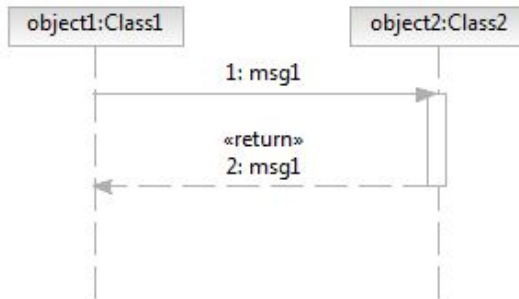 object1:Class1
object2:Class2
1: msg1
«return»
2: msg1